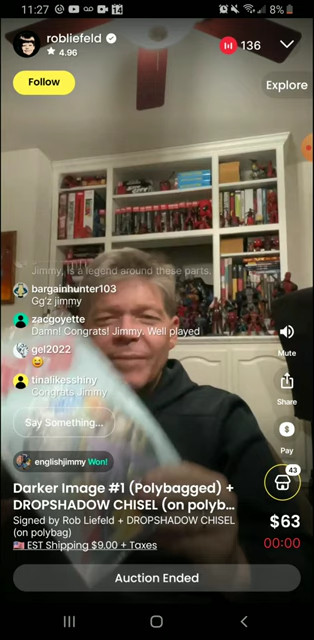 11:27
8%
robliefeld
4.96
136
Follow
Explore
Jimmy, is a legend around these parts.
bargainhunter103
Gg'z jimmy
zacgoyette
Damn! Congrats! Jimmy. Well played
gel2022
tinalikesshiny
Congrats Jimmy
Mute
Share
Say Something...
$
Pay
englishjimmy Won!
43
Darker Image #1 (Polybagged) +
DROPSHADOW CHISEL (on polyb...
Signed by Rob Liefeld + DROPSHADOW CHISEL
(on polybag)
$63
EST Shipping $9.00 + Taxes
00:00
Auction Ended